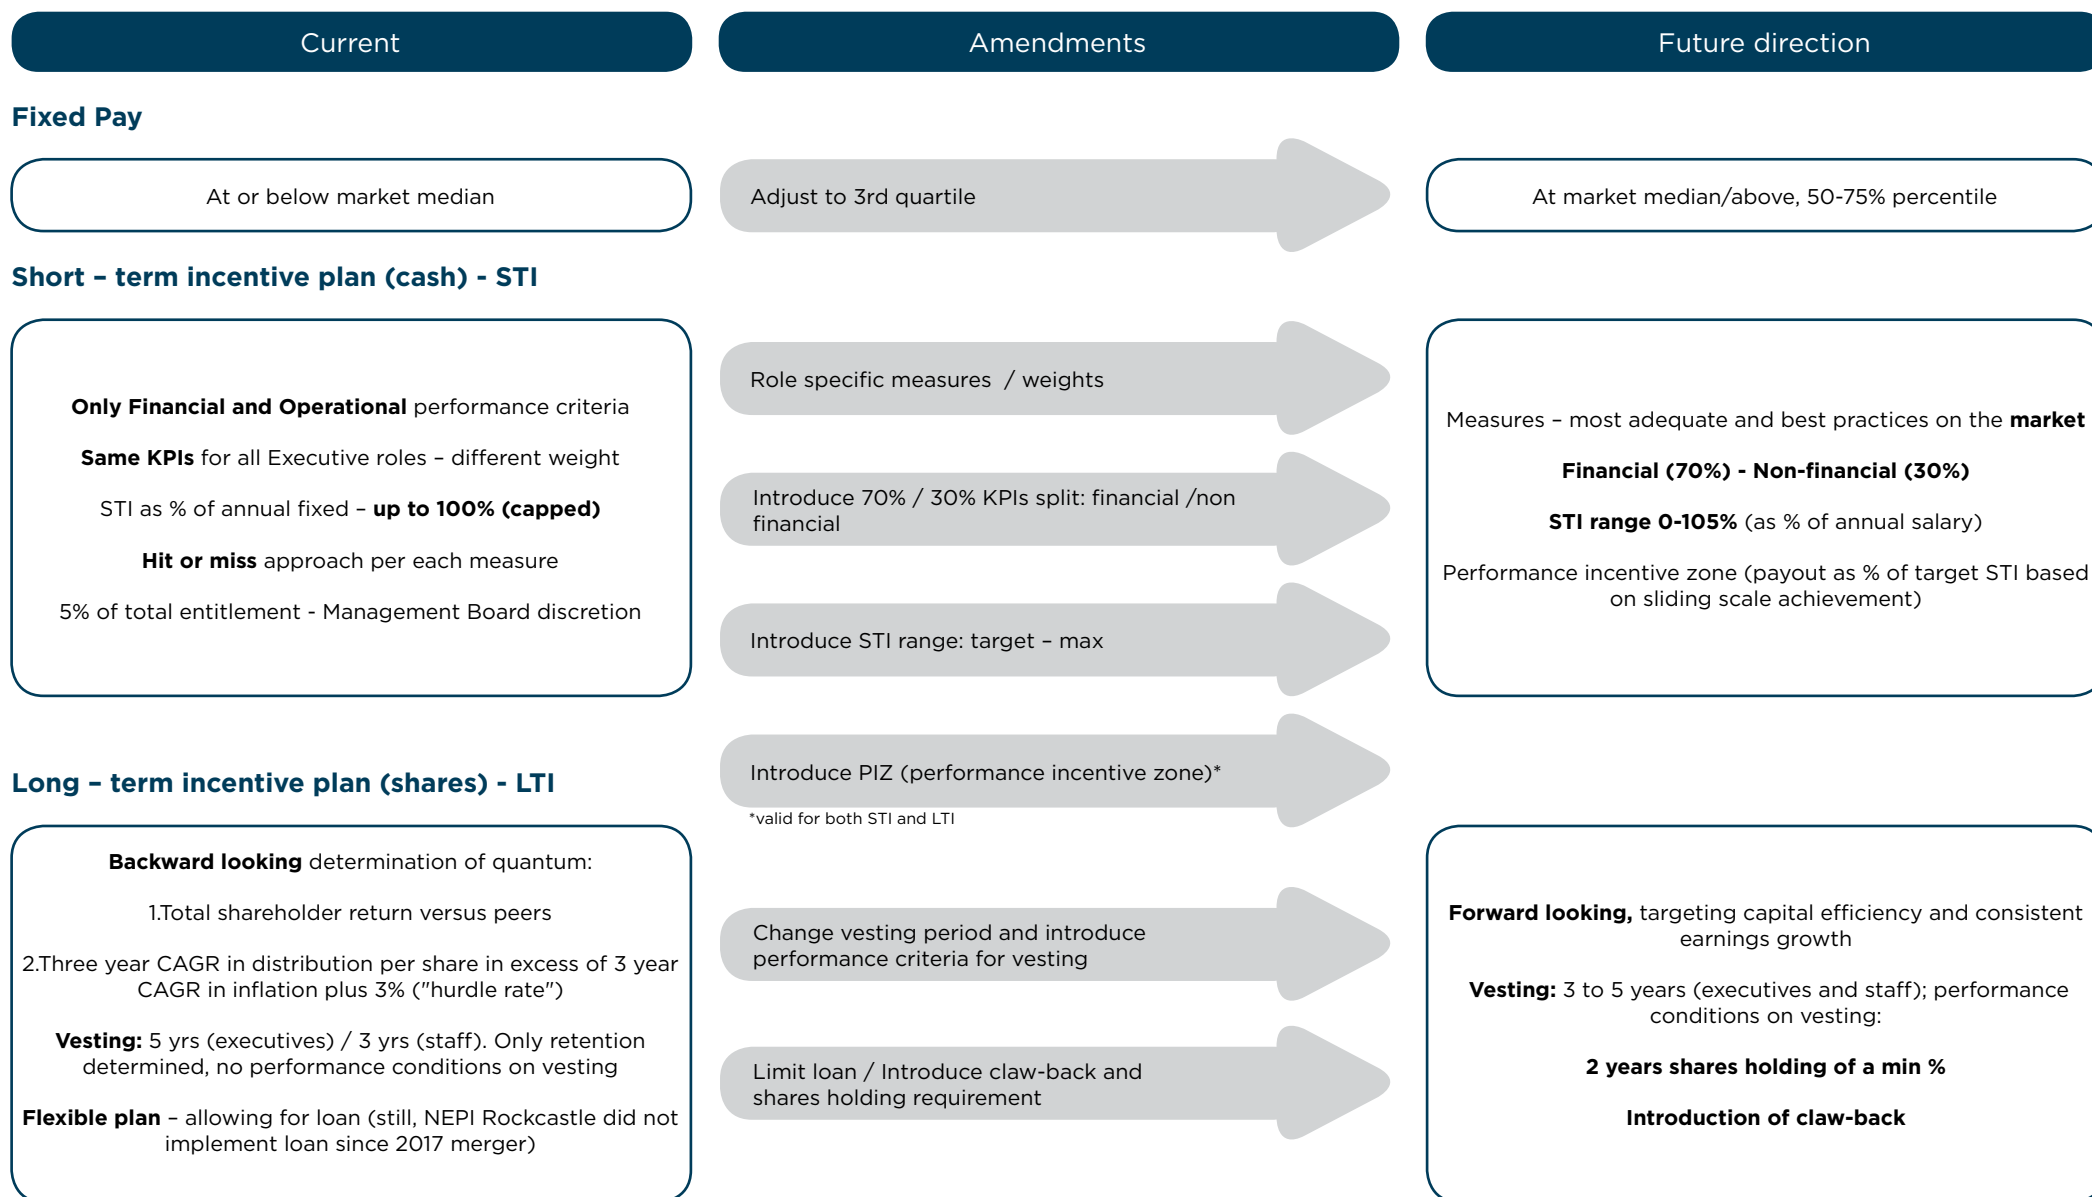 Current
Amendments
Future direction
Fixed Pay
At or below market median
Adjust to 3rd quartile
At market median/above, 50-75% percentile
Short – term incentive plan (cash) - STI
Only Financial and Operational performance criteria
Same KPIs for all Executive roles – different weight
STI as % of annual fixed – up to 100% (capped)
Hit or miss approach per each measure
5% of total entitlement - Management Board discretion
Role specific measures / weights
Introduce 70% / 30% KPIs split: financial /non
financial
Introduce STI range: target – max
Introduce PIZ (performance incentive zone)*
*valid for both STI and LTI
Measures – most adequate and best practices on the market
Financial (70%) - Non-financial (30%)
STI range 0-105% (as % of annual salary)
Performance incentive zone (payout as % of target STI based
on sliding scale achievement)
Long – term incentive plan (shares) - LTI
Backward looking determination of quantum:
1.Total shareholder return versus peers
2.Three year CAGR in distribution per share in excess of 3 year
CAGR in inflation plus 3% ("hurdle rate")
Vesting: 5 yrs (executives) / 3 yrs (staff). Only retention
determined, no performance conditions on vesting
Flexible plan – allowing for loan (still, NEPI Rockcastle did not
implement loan since 2017 merger)
Change vesting period and introduce
performance criteria for vesting
Limit loan / Introduce claw-back and
shares holding requirement
Forward looking, targeting capital efficiency and consistent
earnings growth
Vesting: 3 to 5 years (executives and staff); performance
conditions on vesting:
2 years shares holding of a min %
Introduction of claw-back